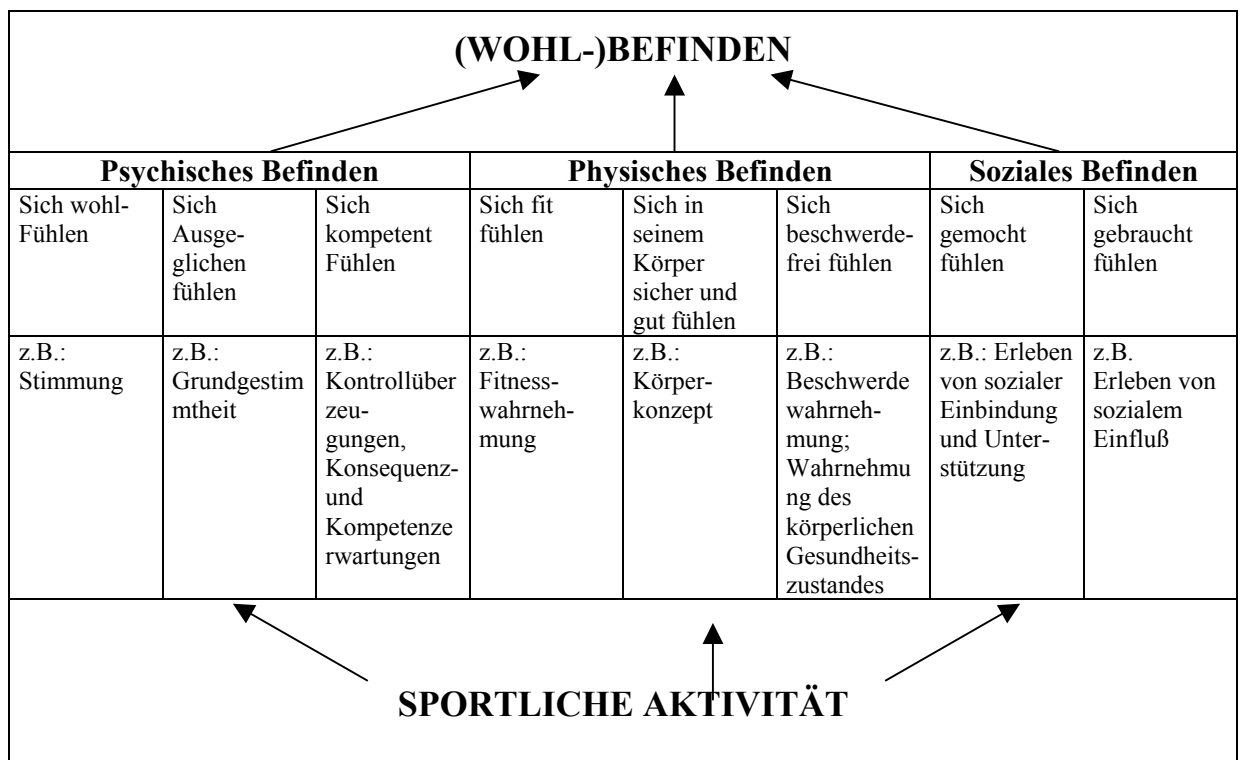 (WOHL-)BEFINDEN
Psychisches Befinden
Physisches Befinden
Soziales Befinden
Sich wohl-
Fühlen
Sich
Ausge-
glichen
fühlen
Sich
kompetent
Fühlen
Sich fit
fühlen
Sich in
seinem
Körper
sicher und
gut fühlen
Sich
beschwerde-
frei fühlen
Sich
gemocht
fühlen
Sich
gebraucht
fühlen
z.B.:
Stimmung
z.B.:
Grundgestim
mtheit
z.B.:
Kontrollüber
zeu-
gungen,
Konsequenz-
und
Kompetenze
rwartungen
z.B.:
Fitness-
wahrneh-
mung
z.B.:
Körper-
konzept
z.B.:
Beschwerde
wahrneh-
mung;
Wahrnehmu
ng des
körperlichen
Gesundheits-
zustandes
z.B.: Erleben
von sozialer
Einbindung
und Unter-
stützung
z.B.
Erleben von
sozialem
Einfluß
SPORTLICHE AKTIVITÄT